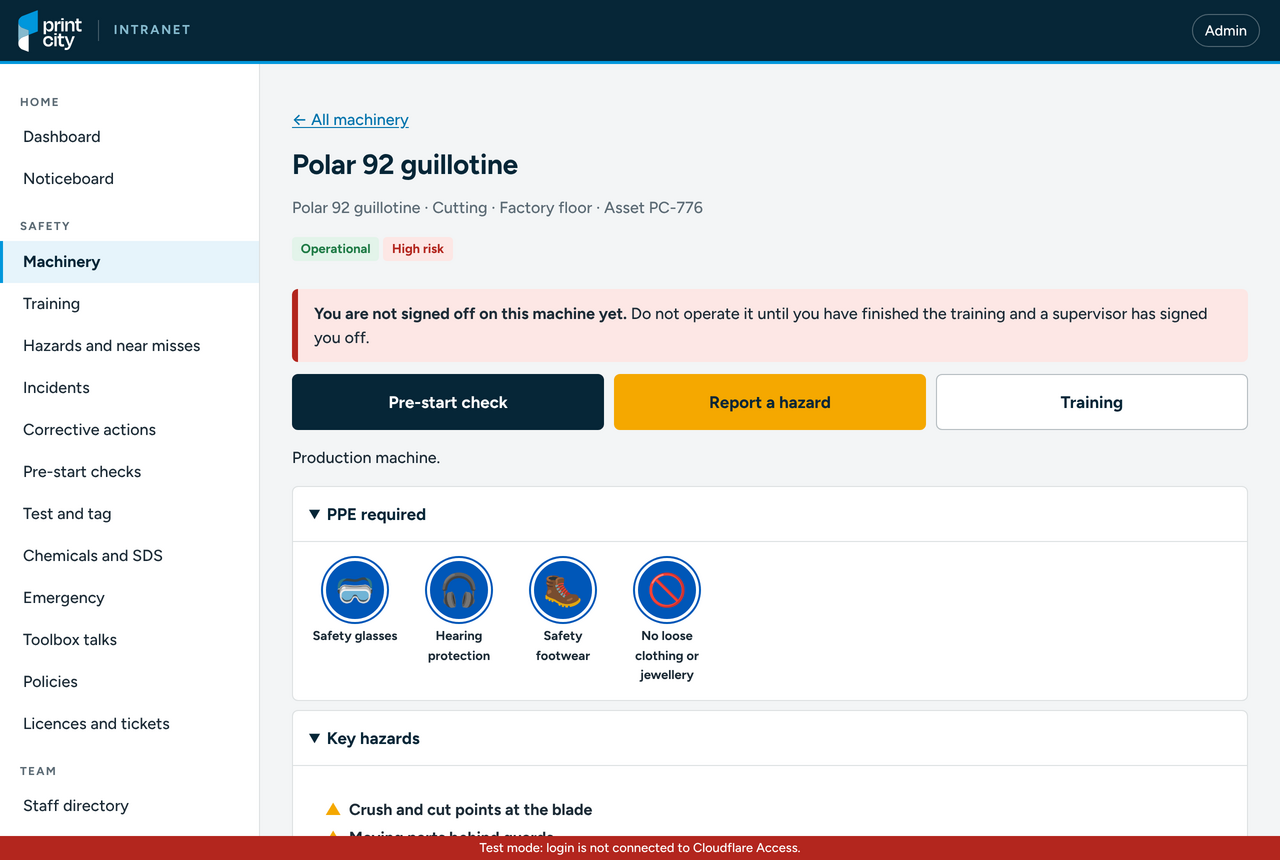 print
city
INTRANET
Admin
HOME
Dashboard
Noticeboard
SAFETY
Machinery
Training
Hazards and near misses
Incidents
Corrective actions
Pre-start checks
Test and tag
Chemicals and SDS
Emergency
Toolbox talks
Policies
Licences and tickets
TEAM
Staff directory
← All machinery
Polar 92 guillotine
Polar 92 guillotine · Cutting · Factory floor · Asset PC-776
Operational
High risk
You are not signed off on this machine yet. Do not operate it until you have finished the training and a supervisor has signed
you off.
Pre-start check
Report a hazard
Training
Production machine.
▼ PPE required
Safety glasses
Hearing
protection
Safety
footwear
No loose
clothing or
jewellery
▼ Key hazards
Crush and cut points at the blade
Moving parts behind guards
Test mode: login is not connected to Cloudflare Access.